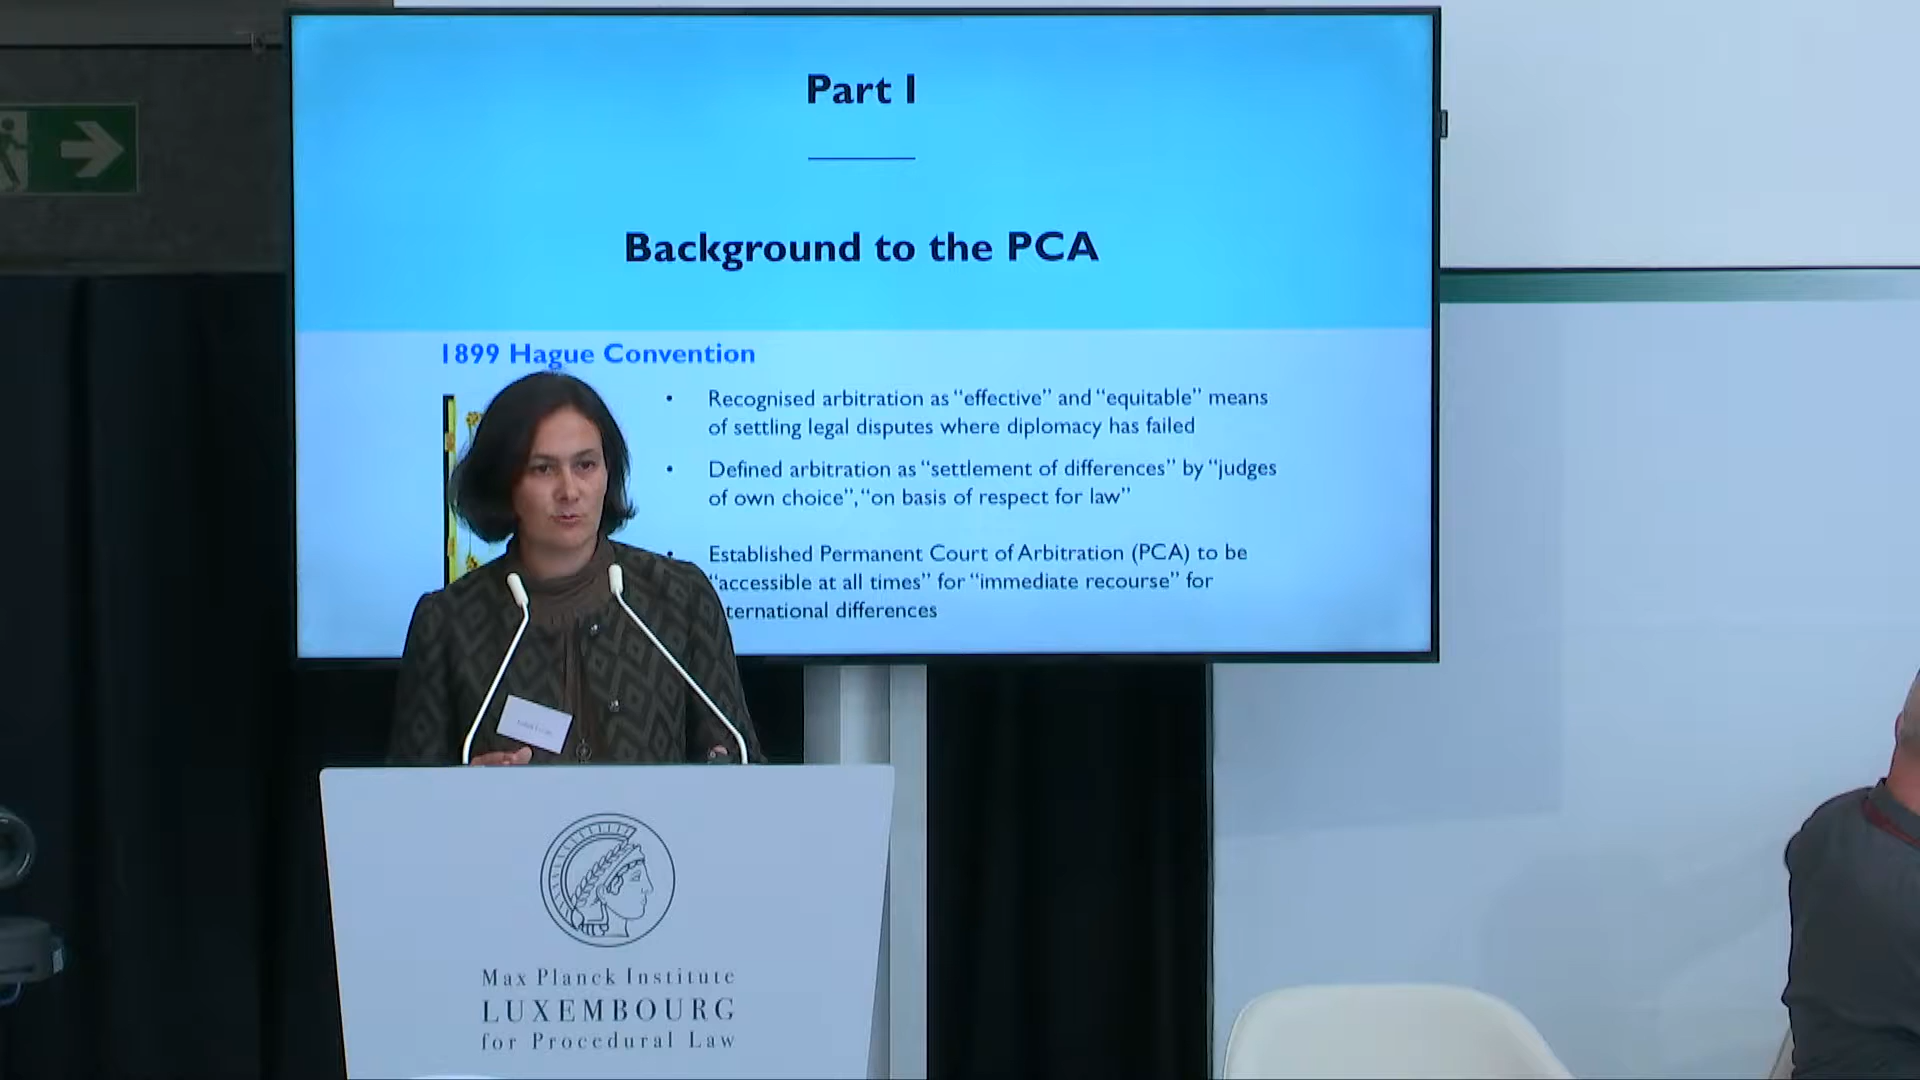 Part I
Background to the PCA
1899 Hague Convention
• Recognised arbitration as “effective” and “equitable” means
of settling legal disputes where diplomacy has failed
• Defined arbitration as “settlement of differences” by “judges
of own choice”, “on basis of respect for law”
• Established Permanent Court of Arbitration (PCA) to be
“accessible at all times” for “immediate recourse” for
differences
Max Planck Institute
LUXEMBOURG
for Procedural Law